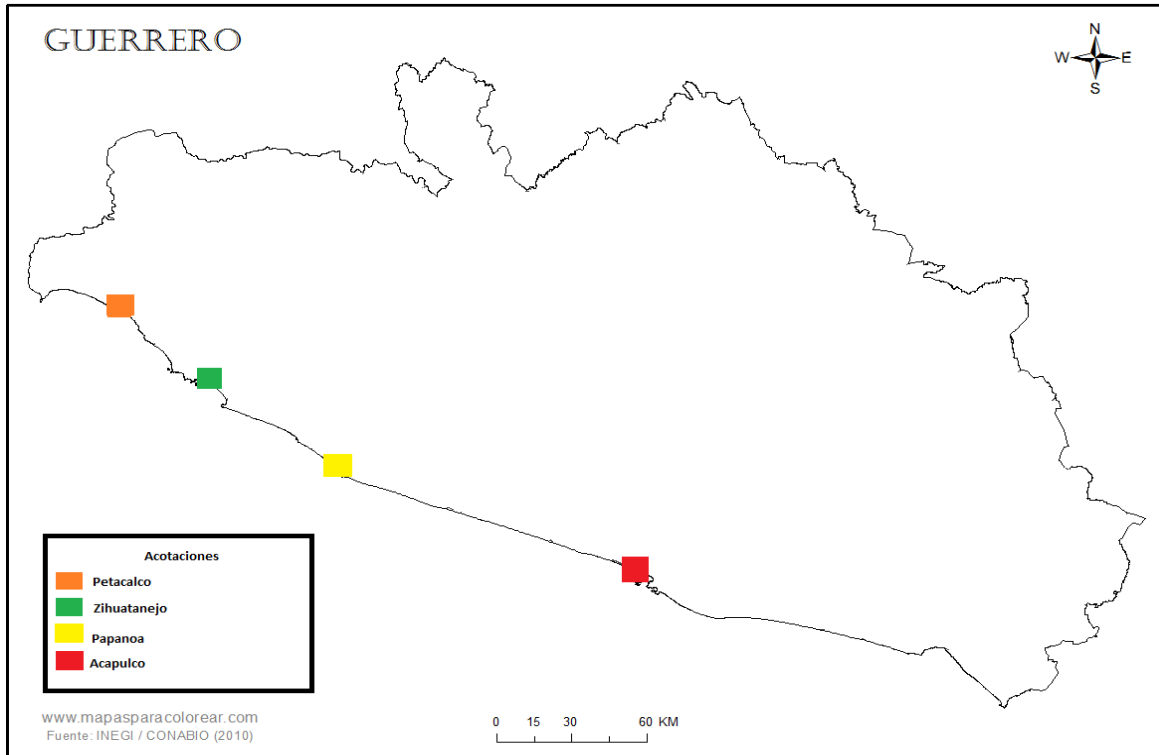 GUERRERO
N
W E
S
Acotaciones
Petacalco
Zihuatanejo
Papanoa
Acapulco
www.mapasparacolorear.com
Fuente: INEGI / CONABIO (2010)
0 15 30 60 KM